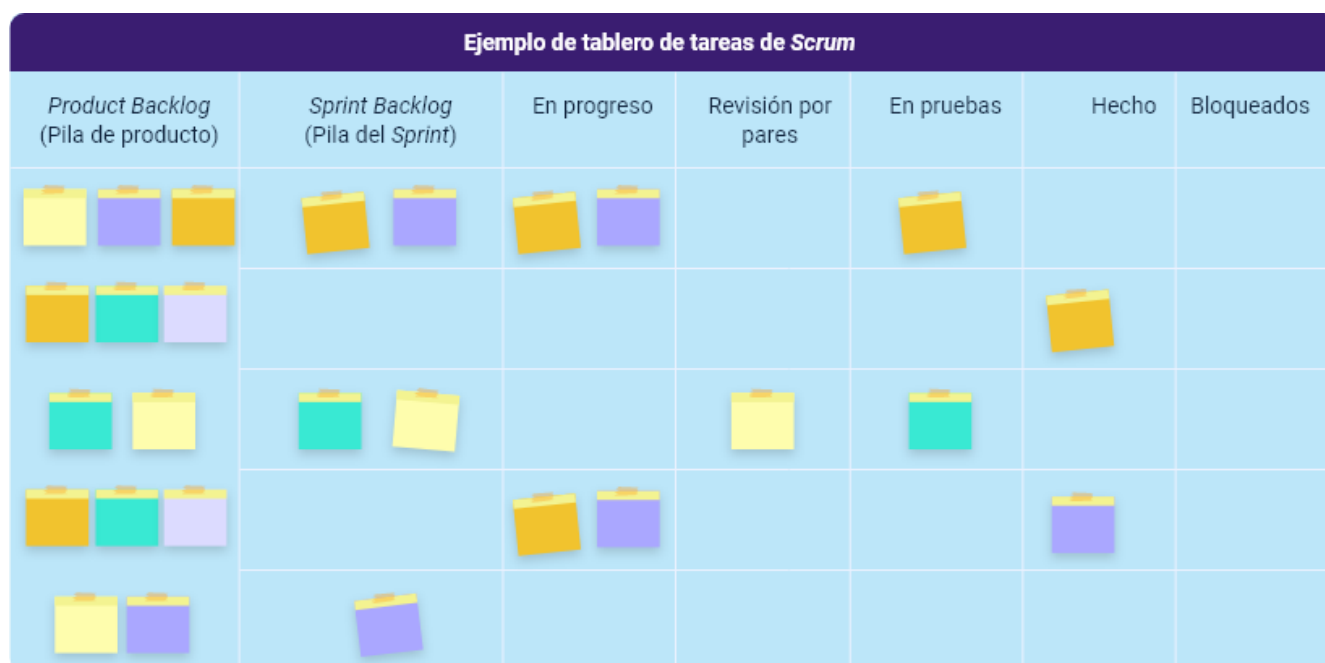 Ejemplo de tablero de tareas de Scrum
Product Backlog
(Pila de producto)
Sprint Backlog
(Pila del Sprint)
En progreso
Revisión por
pares
En pruebas
Hecho
Bloqueados